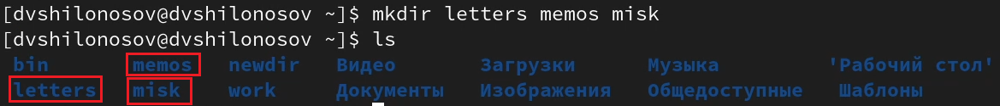 [dvshilonosov@dvshilonosov ~]$ mkdir letters memos misk
[dvshilonosov@dvshilonosov ~]$ ls
bin memos newdir Видео Загрузки Музыка 'Рабочий стол'
letters misk work Документы Изображения Общедоступные Шаблоны